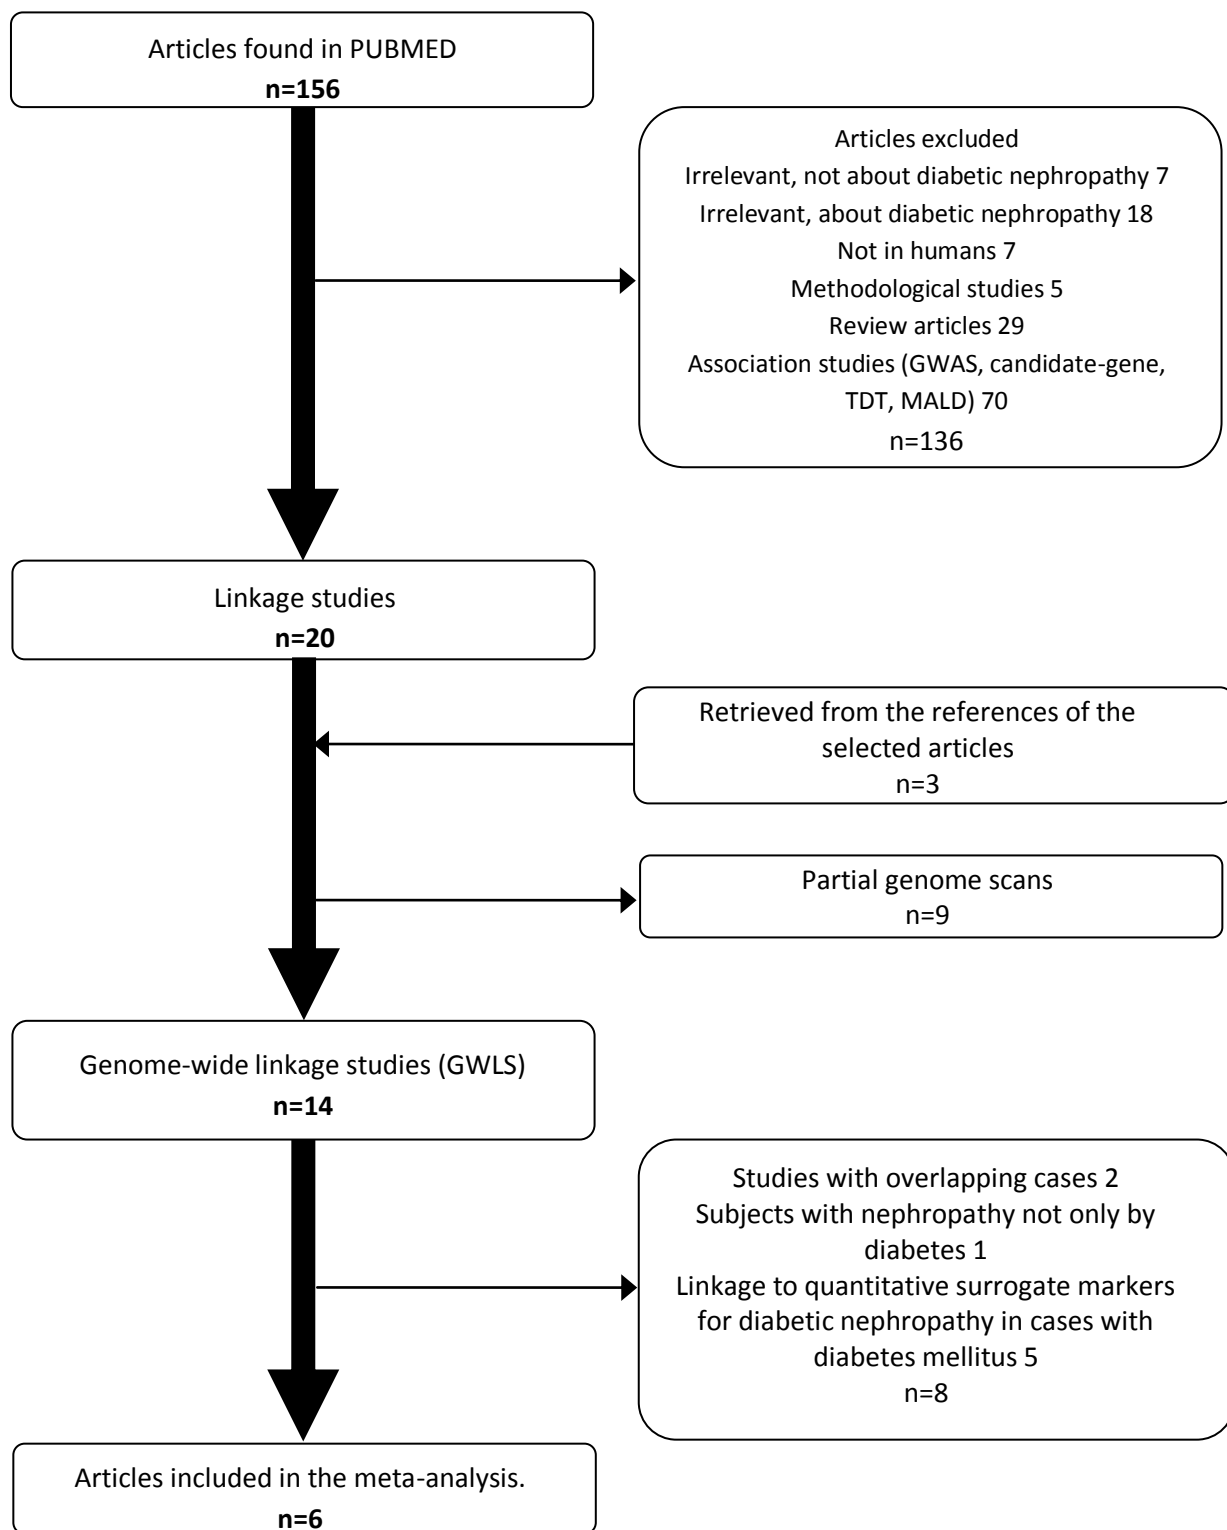 Articles found in PUBMED
n=156
Articles excluded
Irrelevant, not about diabetic nephropathy 7
Irrelevant, about diabetic nephropathy 18
Not in humans 7
Methodological studies 5
Review articles 29
Association studies (GWAS, candidate-gene,
TDT, MALD) 70
n=136
Linkage studies
n=20
Retrieved from the references of the
selected articles
n=3
Partial genome scans
n=9
Genome-wide linkage studies (GWLS)
n=14
Studies with overlapping cases 2
Subjects with nephropathy not only by
diabetes 1
Linkage to quantitative surrogate markers
for diabetic nephropathy in cases with
diabetes mellitus 5
n=8
Articles included in the meta-analysis.
n=6